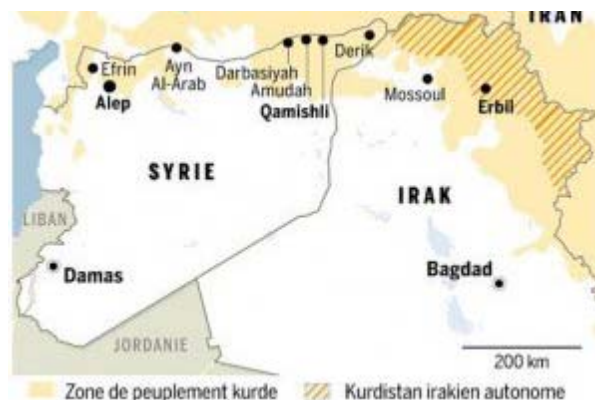 IRAN
Efrin
Ayn
Al-Arab
Darbasiyah
Amudah
Qamishli
Derik
Alep
Mossoul
Erbil
SYRIE
IRAK
LIBAN
Damas
Bagdad
JORDANIE
200 km
Zone de peuplement kurde
Kurdistan irakien autonome